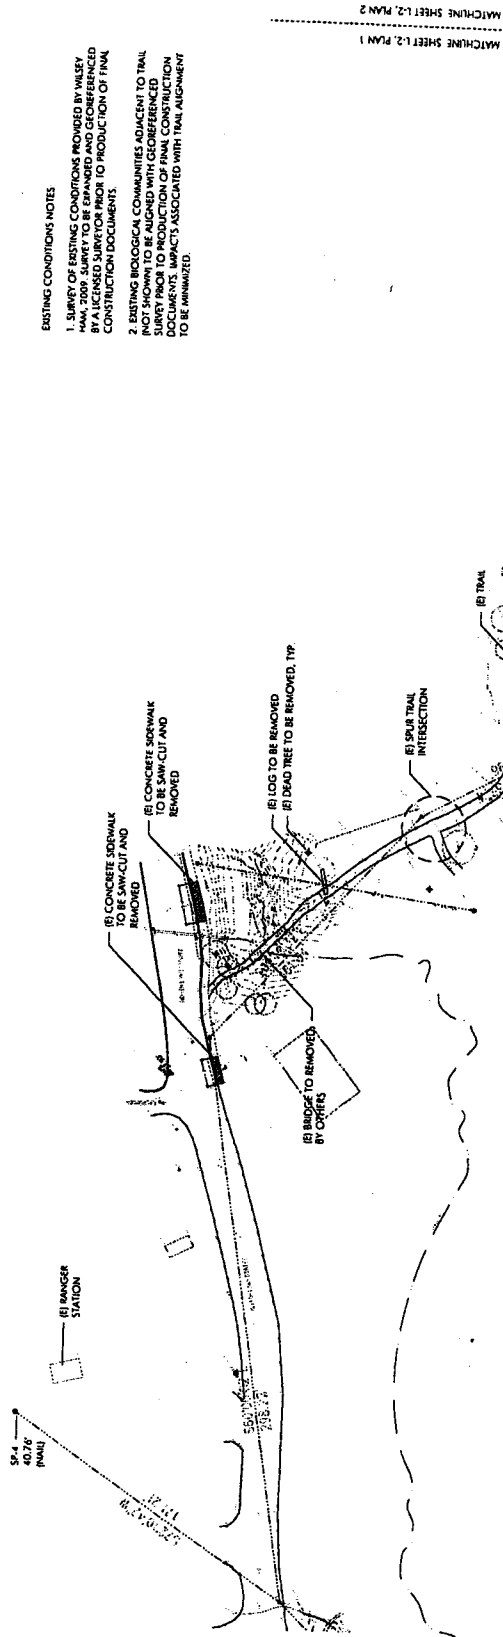 MATCHLINE SHEET L-2, PLAN 2
MATCHLINE SHEET L-2, PLAN 1
EXISTING CONDITIONS NOTES
1. SURVEY OF EXISTING CONDITIONS PROVIDED BY WILSEY
HAM, 2009. SURVEY TO BE EXPANDED AND GEOREFERENCED
BY A LICENSED SURVEYOR PRIOR TO PRODUCTION OF FINAL
CONSTRUCTION DOCUMENTS.
2. EXISTING BIOLOGICAL COMMUNITIES ADJACENT TO TRAIL
(NOT SHOWN) TO BE ALIGNED WITH GEOREFERENCED
SURVEY PRIOR TO PRODUCTION OF FINAL CONSTRUCTION
DOCUMENTS. IMPACTS ASSOCIATED WITH TRAIL ALIGNMENT
TO BE MINIMIZED.
(E) CONCRETE SIDEWALK
TO BE SAW-CUT AND
REMOVED
(E) CONCRETE SIDEWALK
TO BE SAW-CUT AND
REMOVED
(E) LOG TO BE REMOVED
(E) DEAD TREE TO BE REMOVED, TYP.
(E) SPUR TRAIL
INTERSECTION
(E) TRAIL
(E) BRIDGE TO REMOVED,
BY OTHERS
(E) RANGER
STATION
SP-4
40.76'
(NAIL)